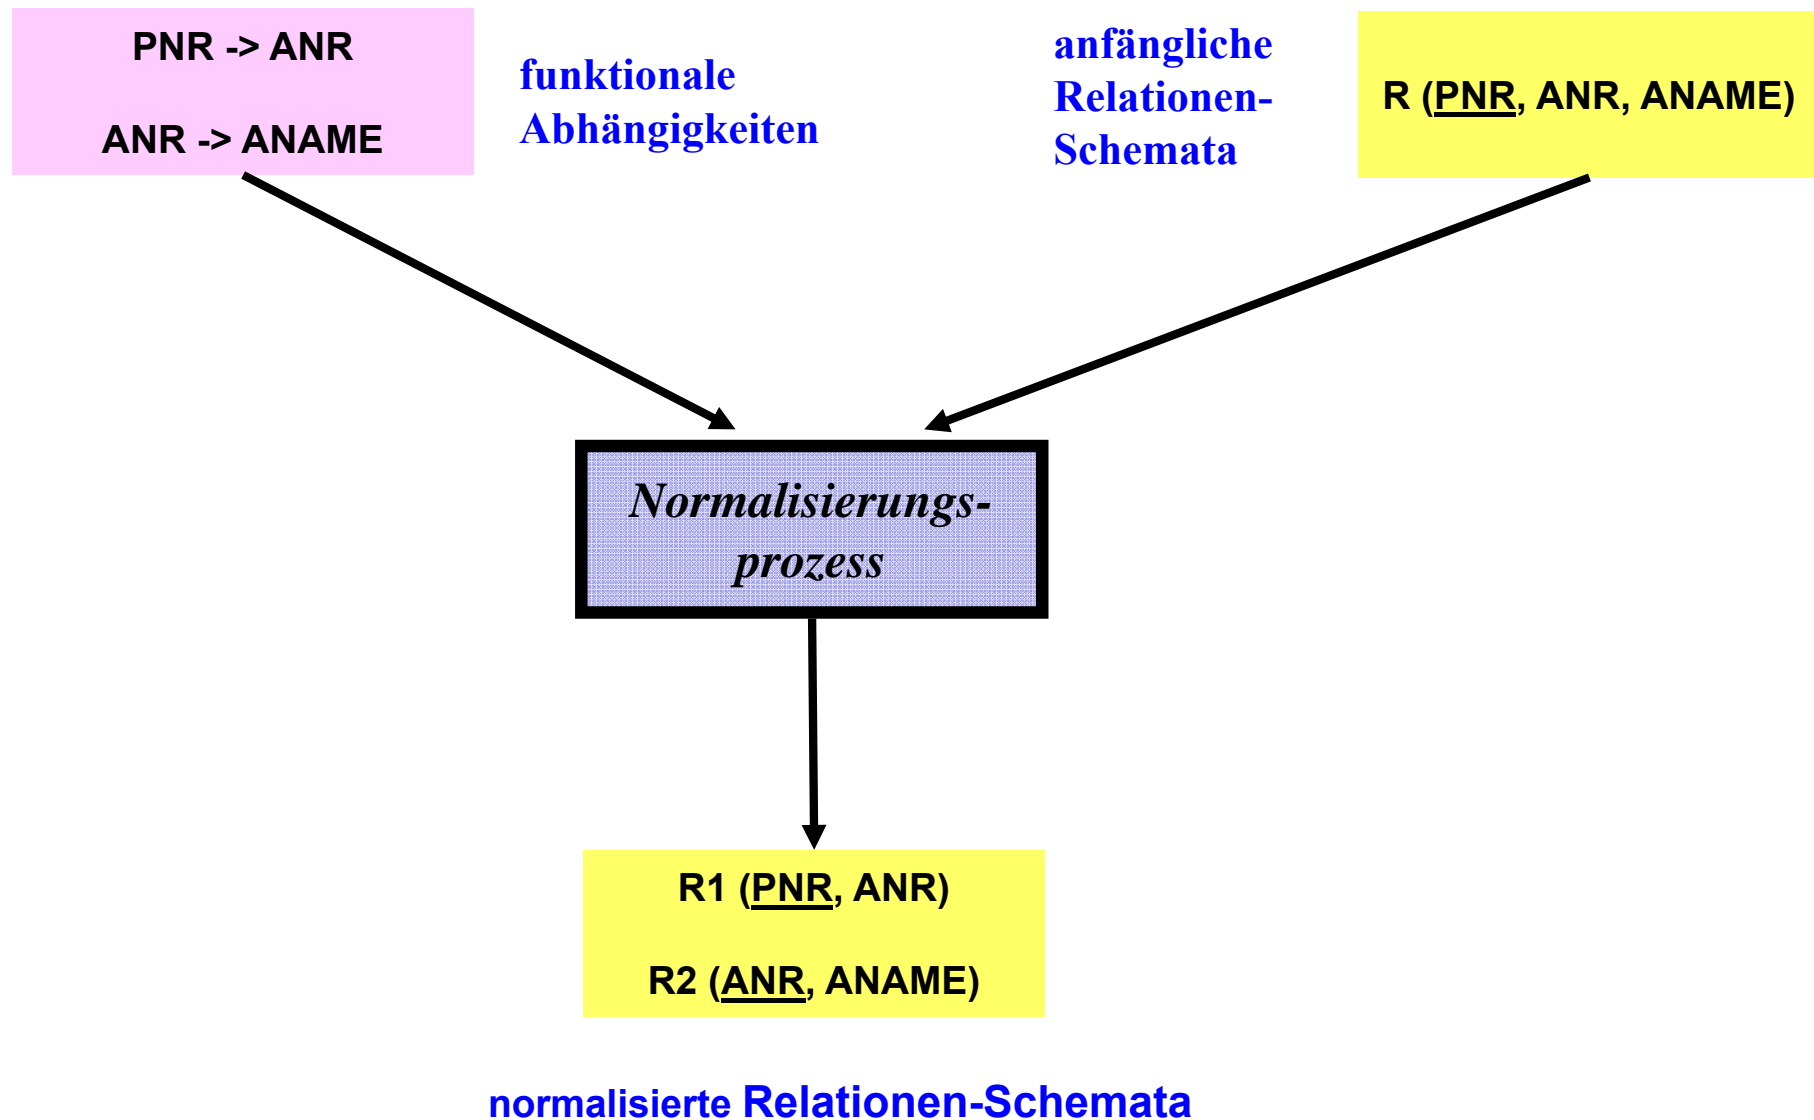 PNR -> ANR
ANR -> ANAME
funktionale
Abhängigkeiten
anfängliche
Relationen-
Schemata
R (PNR, ANR, ANAME)
Normalisierungs-
prozess
R1 (PNR, ANR)
R2 (ANR, ANAME)
normalisierte Relationen-Schemata